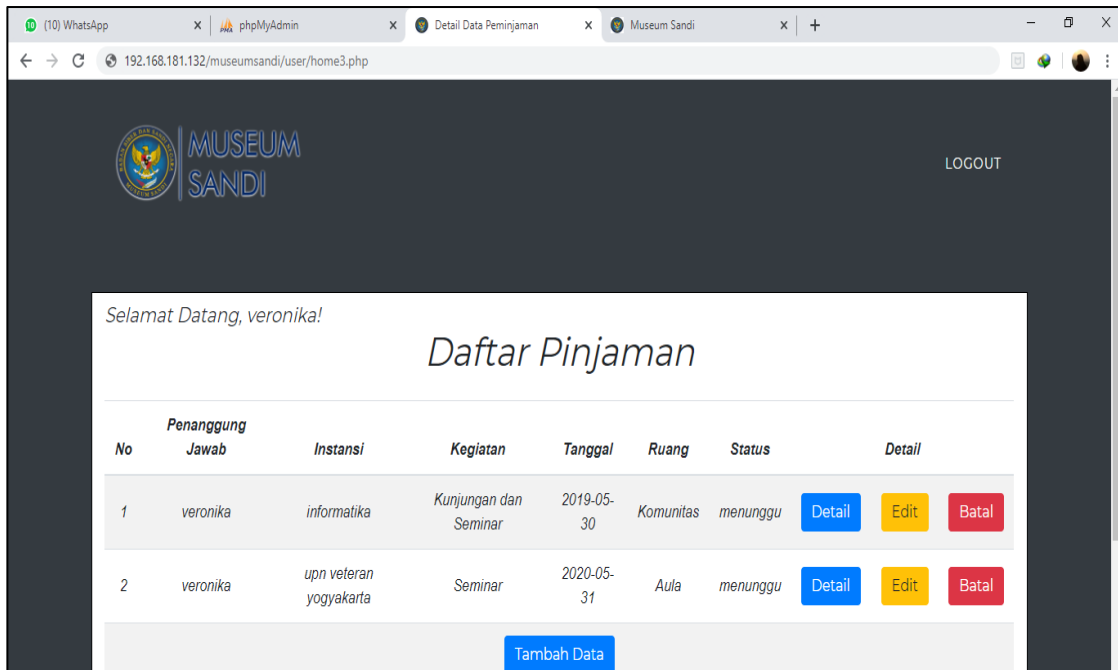 10 (10) WhatsApp
phpMyAdmin
Detail Data Peminjaman
Museum Sandi
192.168.181.132/museumsandi/user/home3.php
MUSEUM
SANDI
LOGOUT
Selamat Datang, veronika!
Daftar Pinjaman
No Penanggung Jawab Instansi Kegiatan Tanggal Ruang Status Detail
1 veronika informatika Kunjungan dan Seminar 2019-05-30 Komunitas menunggu Detail Edit Batal
2 veronika upn veteran yogyakarta Seminar 2020-05-31 Aula menunggu Detail Edit Batal
Tambah Data